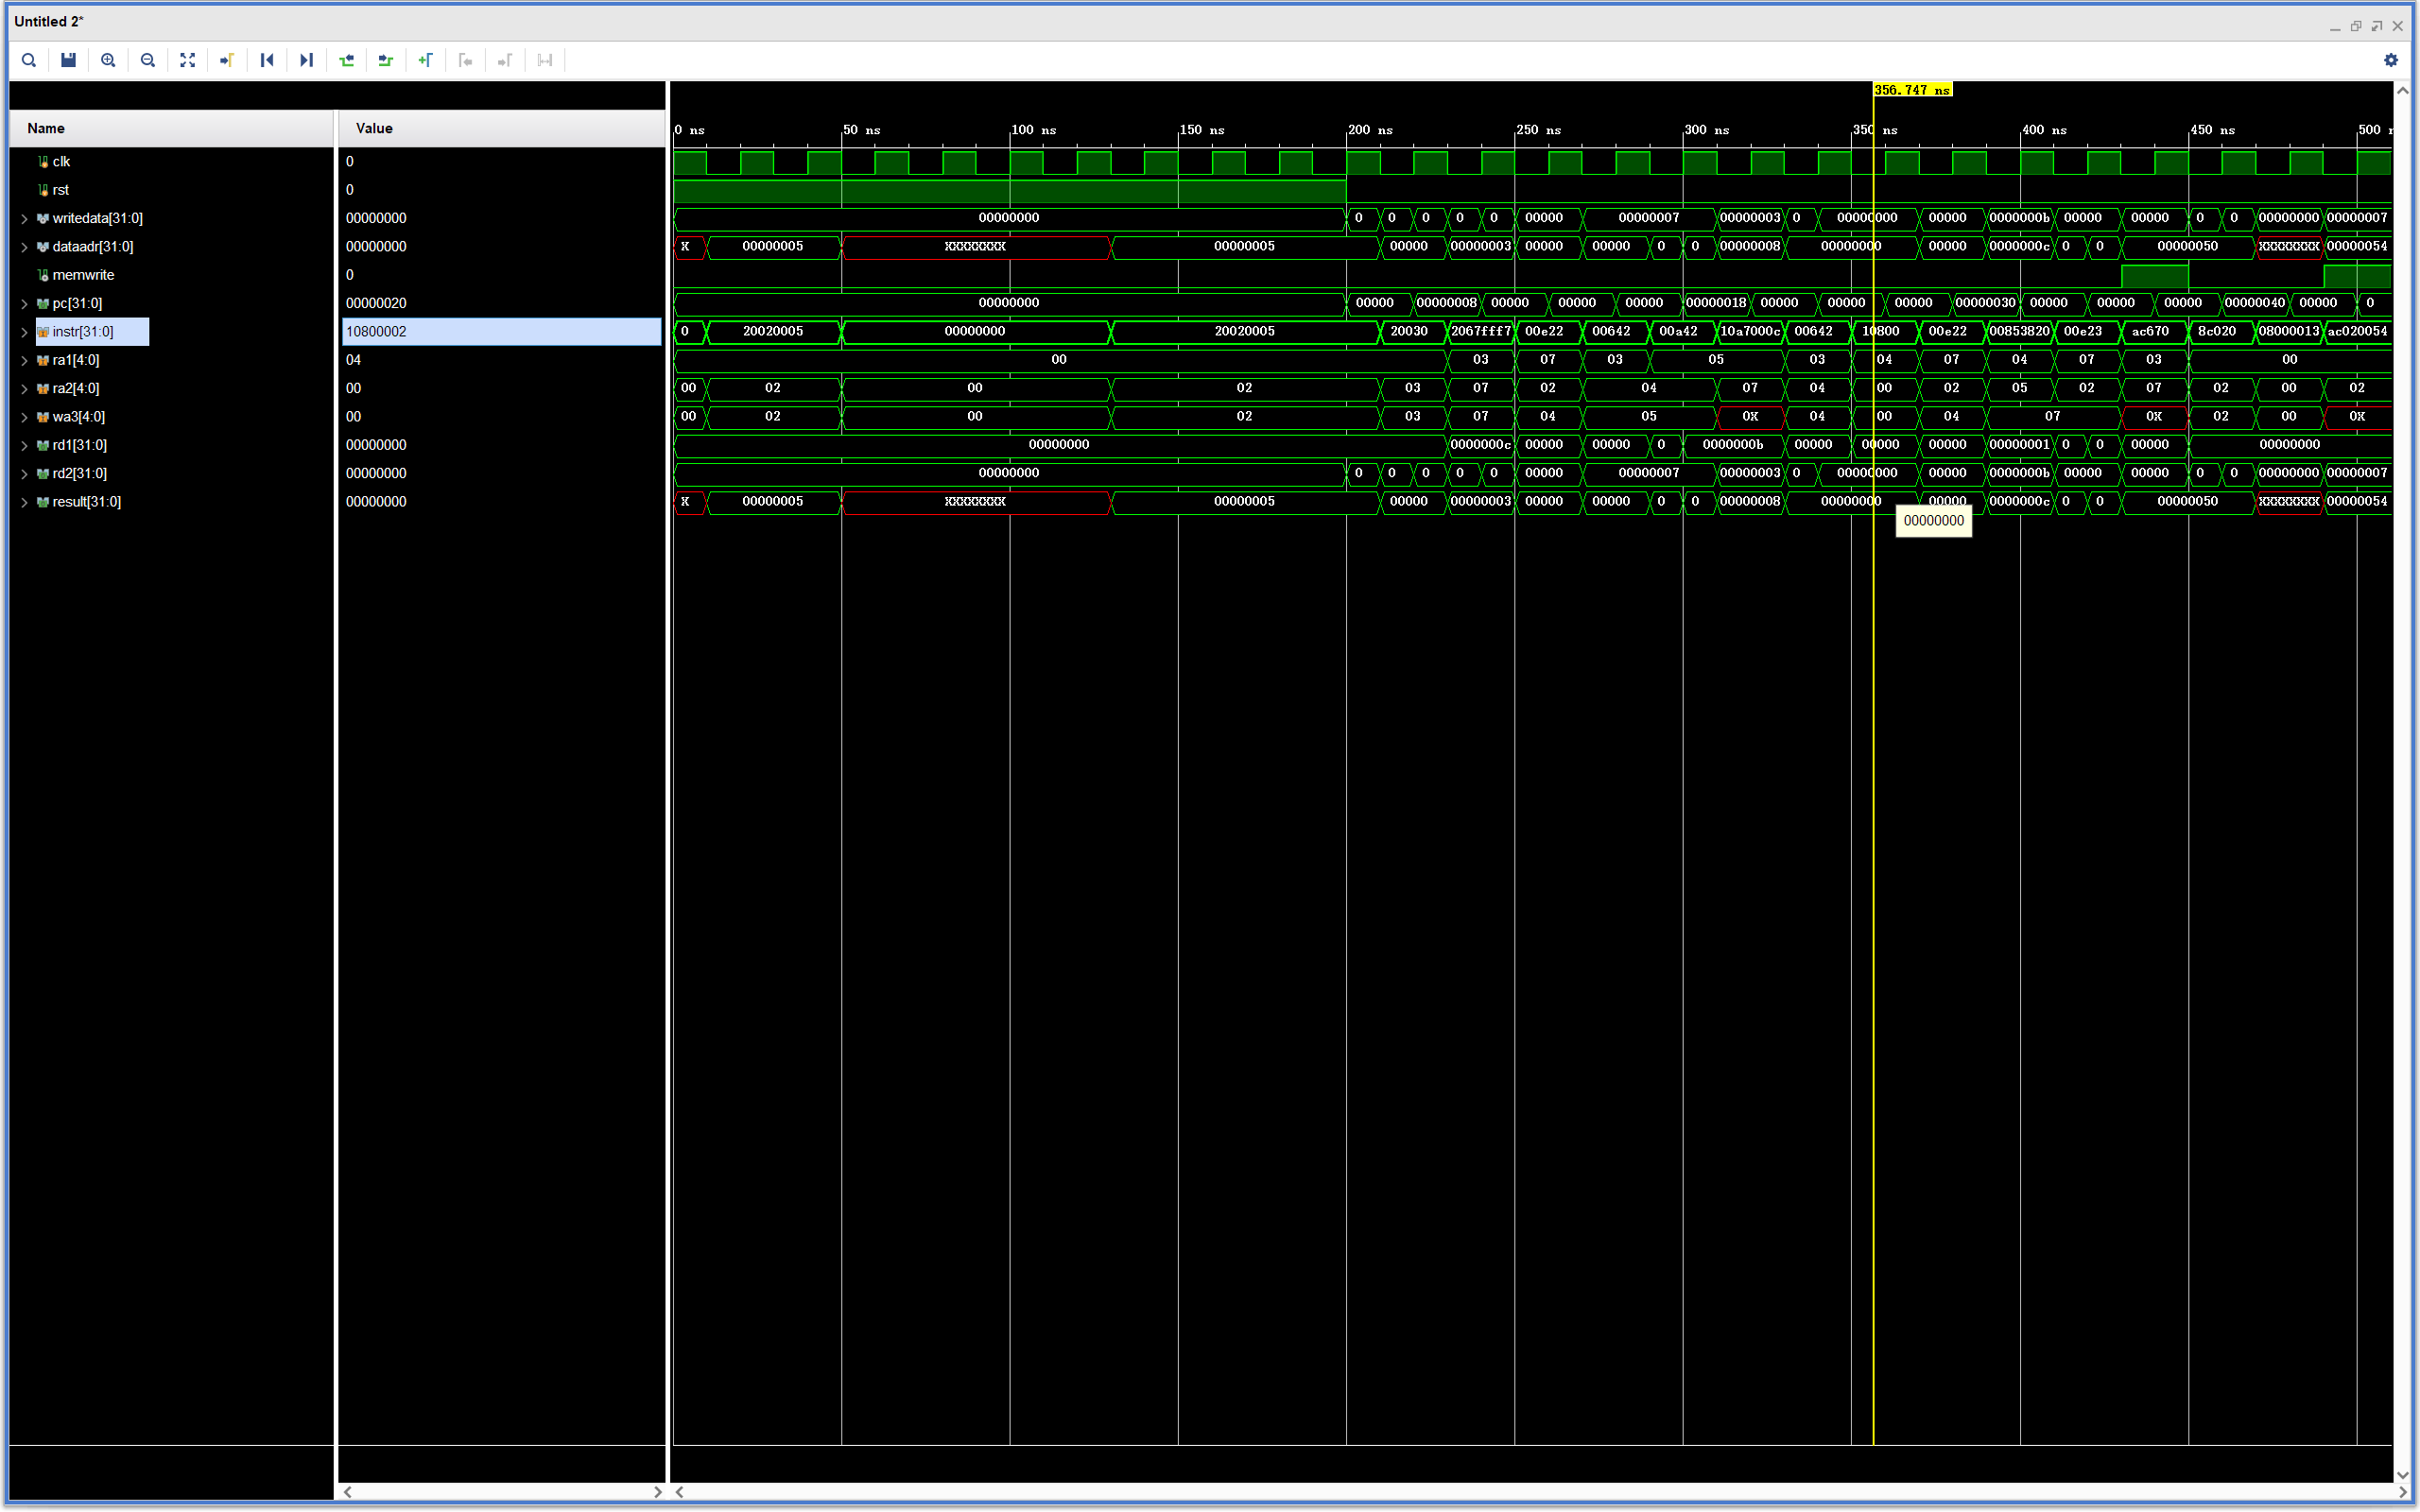 Untitled 2*
356.747 ns
Name Value
0 ns 50 ns 100 ns 150 ns 200 ns 250 ns 300 ns 350 ns 400 ns 450 ns 500 n
clk 0
rst 0
writedata[31:0] 00000000 00000000 0 0 0 0 0 00000 00000007 00000003 0 00000000 00000 0000000b 00000 00000 0 0 00000000 00000007
dataadr[31:0] 00000000 X 00000005 XXXXXXXX 00000005 00000 00000003 00000 00000 0 0 00000008 00000000 00000 0000000c 0 0 00000050 XXXXXXXX 00000054
memwrite 0
pc[31:0] 00000020 00000000 00000 00000008 00000 00000 00000 00000018 00000 00000 00000 00000030 00000 00000 00000 00000040 00000 0
instr[31:0] 10800002 0 20020005 00000000 20020005 20030 2067fff7 00e22 00642 00a42 10a7000c 00642 10800 00e22 00853820 00e23 ac670 8c020 08000013 ac020054
ra1[4:0] 04 00 03 07 03 05 03 04 07 04 07 03 00
ra2[4:0] 00 00 02 00 02 03 07 02 04 07 04 00 02 05 02 07 02 00 02
wa3[4:0] 00 00 02 00 02 03 07 04 05 0X 04 00 04 07 0X 02 00 0X
rd1[31:0] 00000000 00000000 0000000c 00000 00000 0 0000000b 00000 00000 00000 00000001 0 0 00000 00000000
rd2[31:0] 00000000 00000000 0 0 0 0 0 00000 00000007 00000003 0 00000000 00000 0000000b 00000 00000 0 0 00000000 00000007
result[31:0] 00000000 X 00000005 XXXXXXXX 00000005 00000 00000003 00000 00000 0 0 00000008 00000000 00000 0000000c 0 0 00000050 XXXXXXXX 00000054
00000000